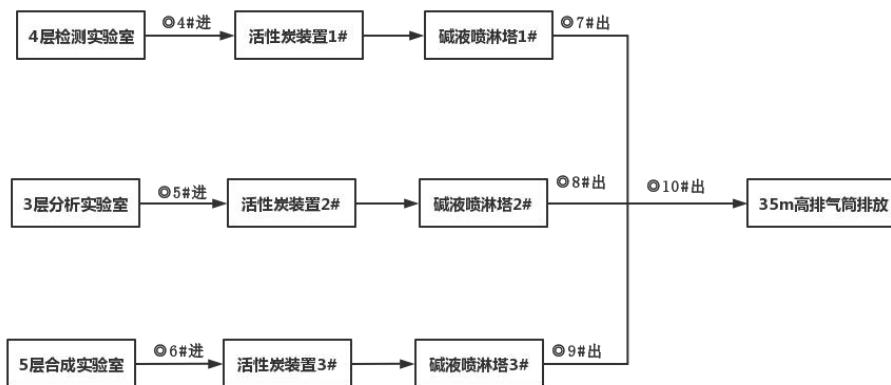 4层检测实验室 ◎4#进 活性炭装置1# 碱液喷淋塔1# ◎7#出
3层分析实验室 ◎5#进 活性炭装置2# 碱液喷淋塔2# ◎8#出 ◎10#出 35m高排气筒排放
5层合成实验室 ◎6#进 活性炭装置3# 碱液喷淋塔3# ◎9#出